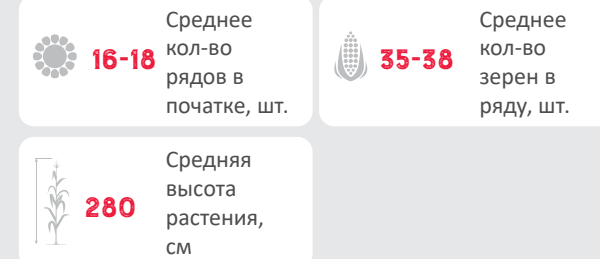 16-18
Среднее
кол-во
рядов в
початке, шт.
35-38
Среднее
кол-во
зерен в
ряду, шт.
280
Средняя
высота
растения,
см